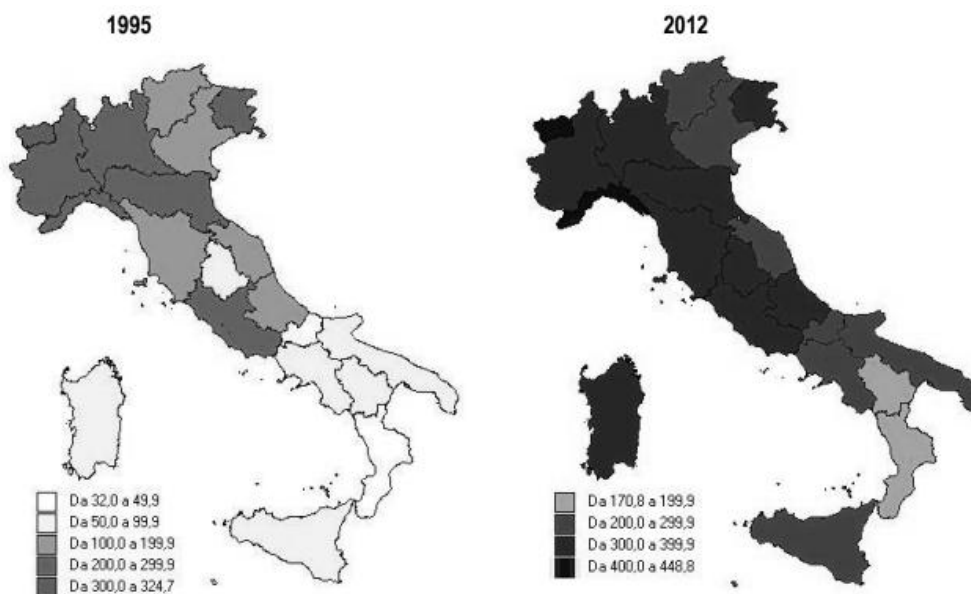 1995
2012
Da 32,0 a 49,9
Da 50,0 a 99,9
Da 100,0 a 199,9
Da 200,0 a 299,9
Da 300,0 a 324,7
Da 170,8 a 199,9
Da 200,0 a 299,9
Da 300,0 a 399,9
Da 400,0 a 448,8